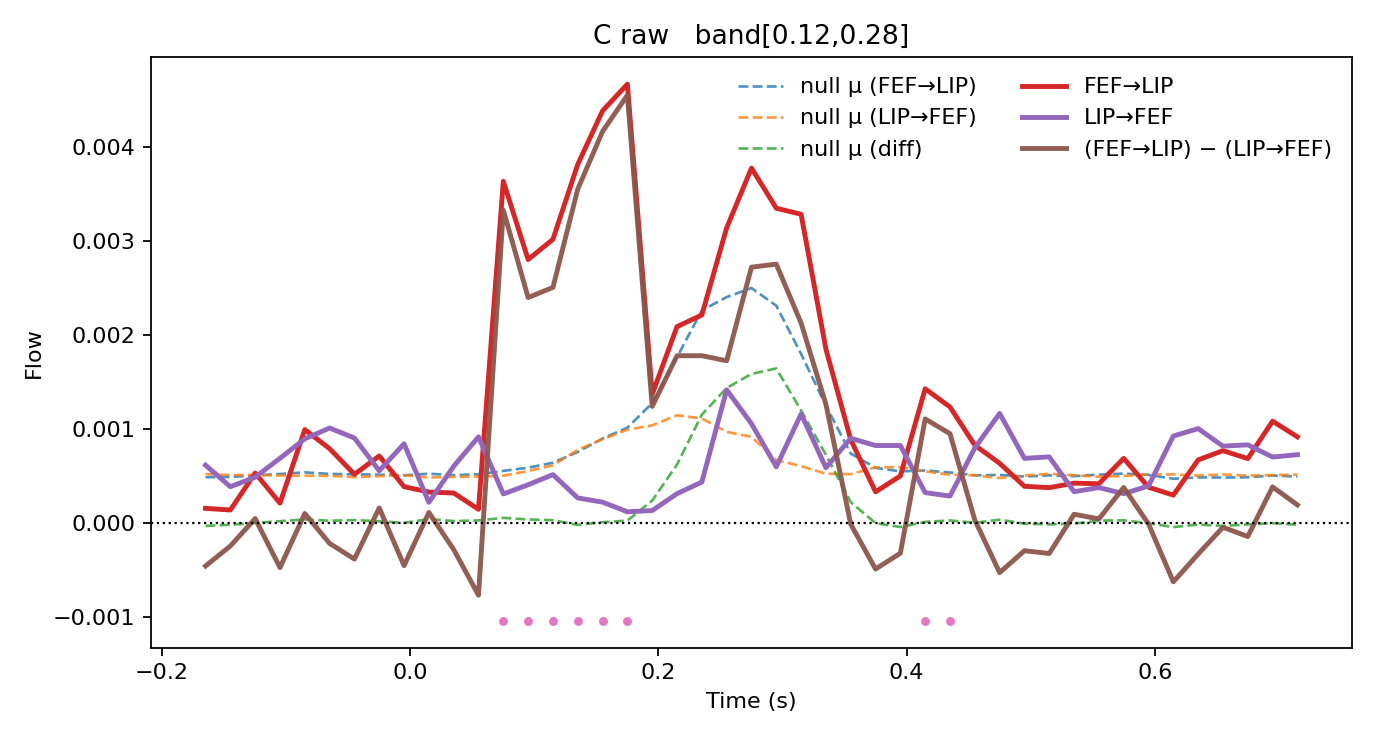 C raw   band[0.12,0.28]
null μ (FEF→LIP)
null μ (LIP→FEF)
null μ (diff)
FEF→LIP
LIP→FEF
(FEF→LIP) − (LIP→FEF)
Flow
0.004
0.003
0.002
0.001
0.000
−0.001
−0.2
0.0
0.2
0.4
0.6
Time (s)